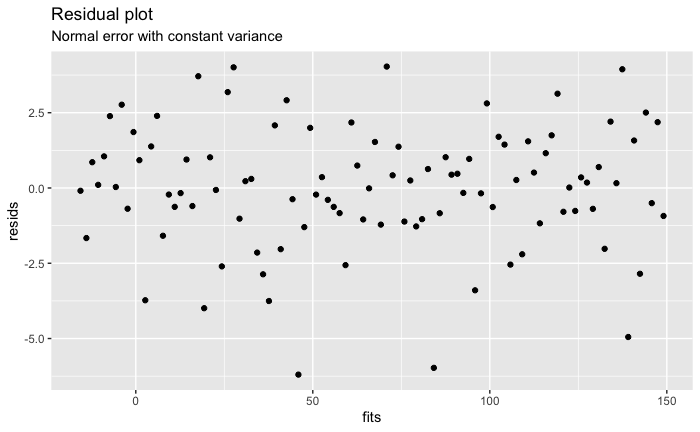 Residual plot
Normal error with constant variance
2.5
0.0
-2.5
-5.0
resids
0 50 100 150
fits